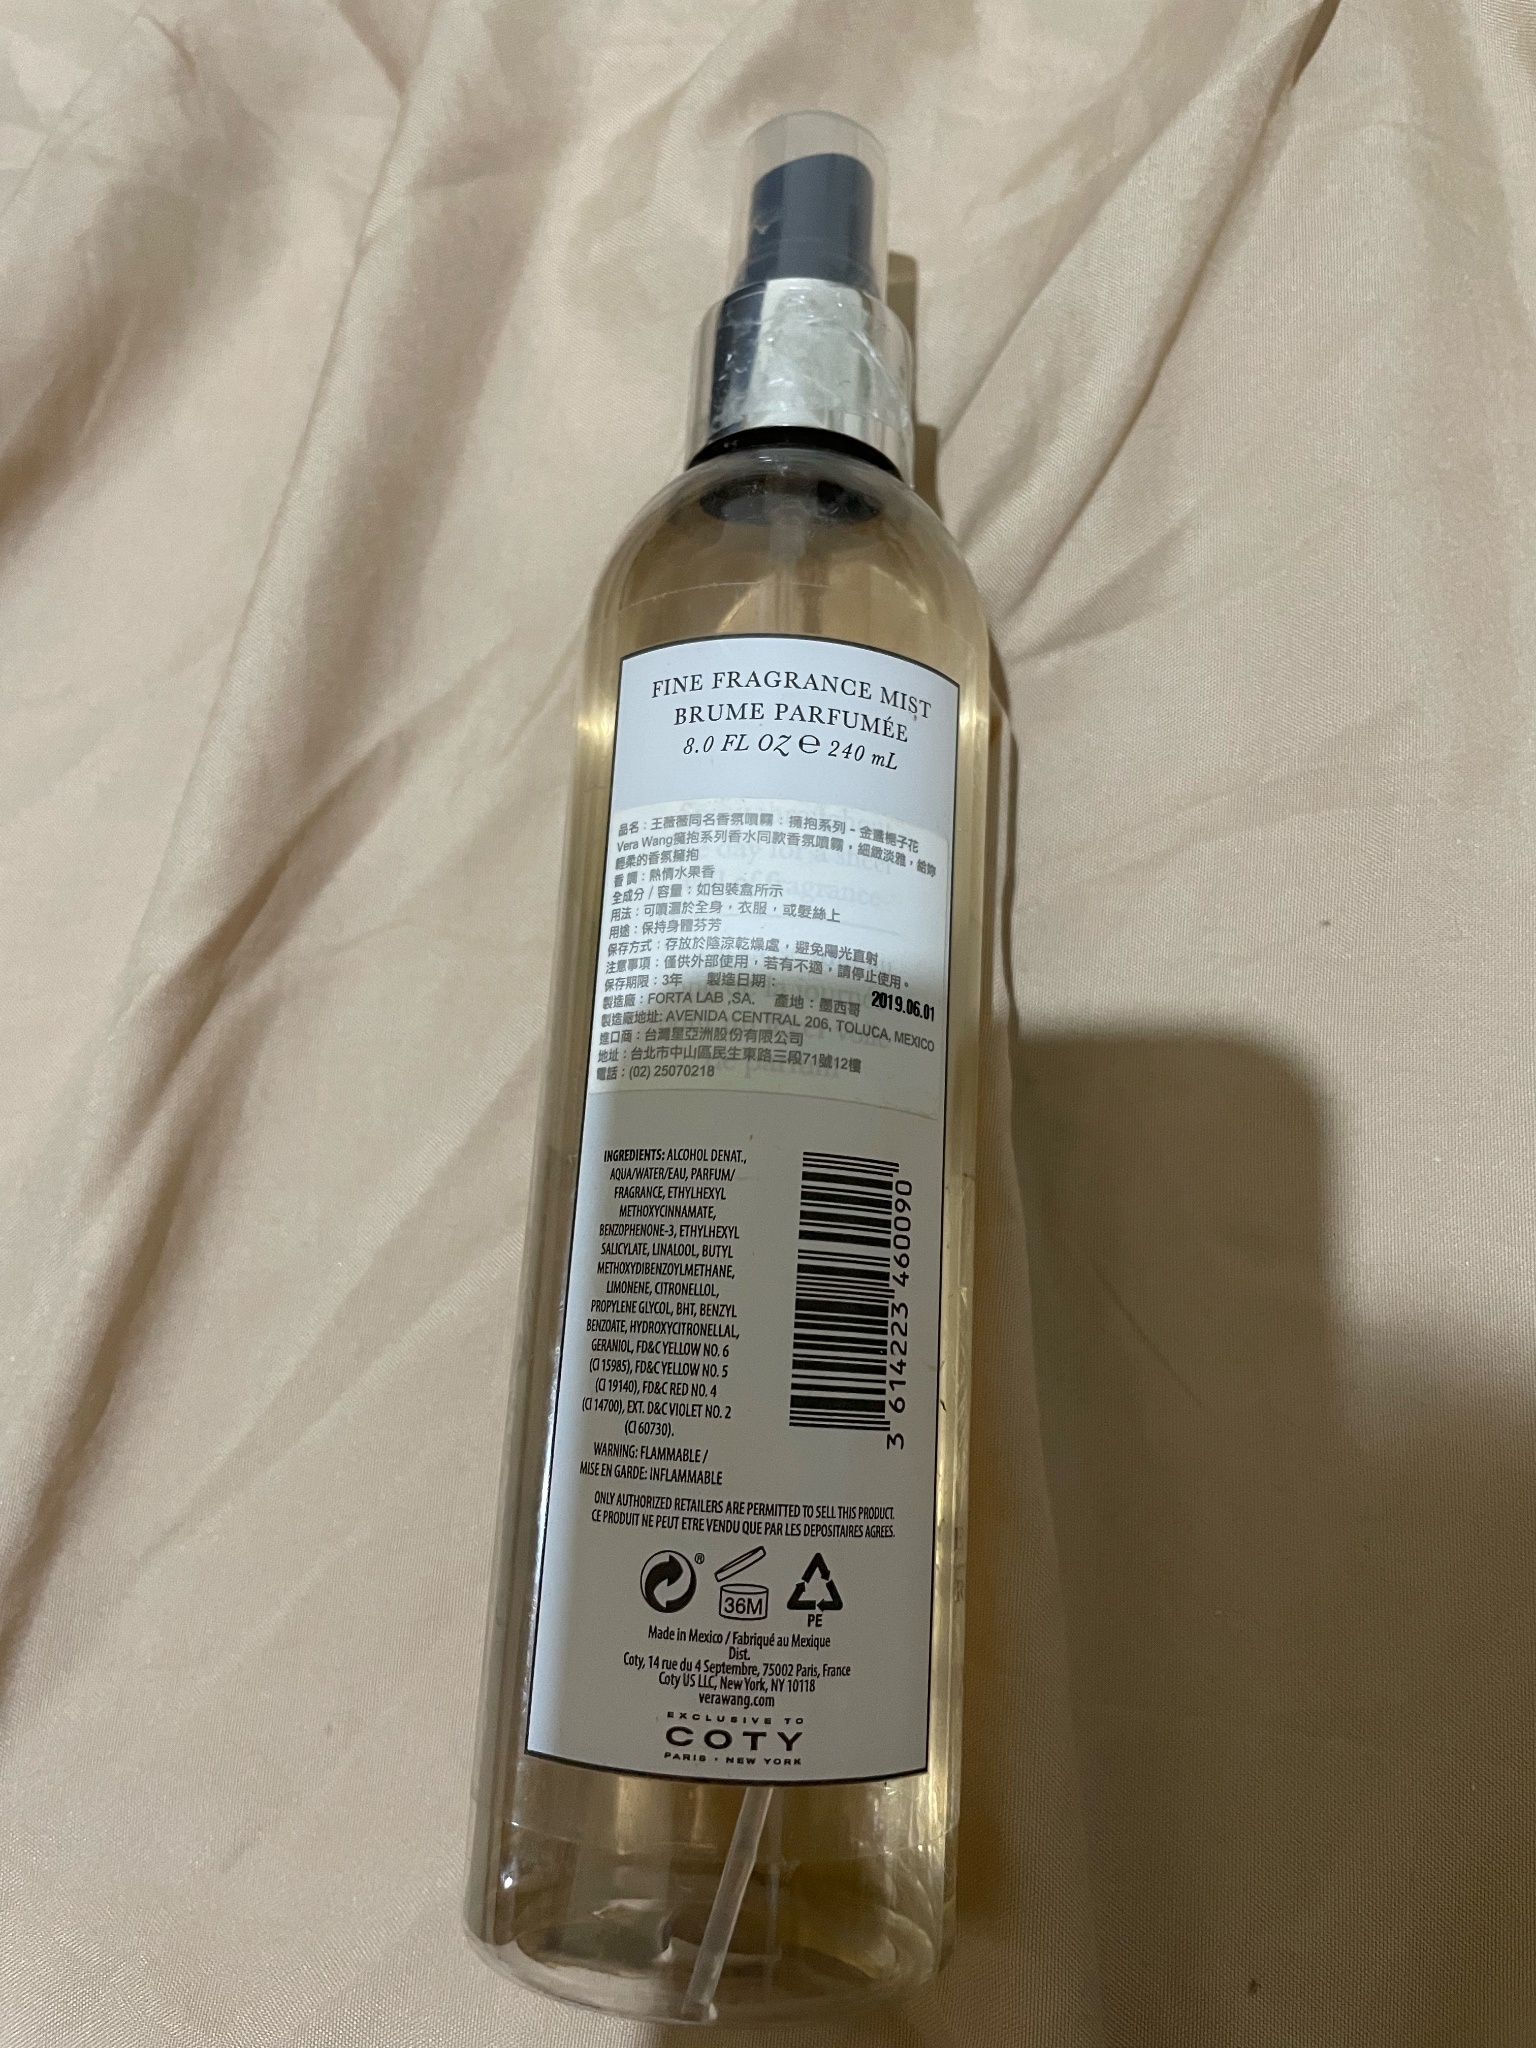 FINE FRAGRANCE MIST
BRUME PARFUMÉE
8.0 FL OZ ℮ 240 mL
品名：王薇薇同名香氛噴霧：擁抱系列 - 金盞梔子花
Vera Wang擁抱系列香水同款香氛噴霧，細緻淡雅，給妳
輕柔的香氛擁抱
香調：熱情水果香
全成分 / 容量：如包裝盒所示
用法：可噴灑於全身，衣服，或髮絲上
用途：保持身體芬芳
保存方式：存放於陰涼乾燥處，避免陽光直射
注意事項：僅供外部使用，若有不適，請停止使用。
保存期限：3年 製造日期：
2019.06.01
製造廠：FORTA LAB ,SA. 產地：墨西哥
製造廠地址: AVENIDA CENTRAL 206, TOLUCA, MEXICO
進口商：台灣星亞洲股份有限公司
地址：台北市中山區民生東路三段71號12樓
電話：(02) 25070218
INGREDIENTS: ALCOHOL DENAT.,
AQUA/WATER/EAU, PARFUM/
FRAGRANCE, ETHYLHEXYL
METHOXYCINNAMATE,
BENZOPHENONE-3, ETHYLHEXYL
SALICYLATE, LINALOOL, BUTYL
METHOXYDIBENZOYLMETHANE,
LIMONENE, CITRONELLOL,
PROPYLENE GLYCOL, BHT, BENZYL
BENZOATE, HYDROXYCITRONELLAL,
GERANIOL, FD&C YELLOW NO. 6
(CI 15985), FD&C YELLOW NO. 5
(CI 19140), FD&C RED NO. 4
(CI 14700), EXT. D&C VIOLET NO. 2
(CI 60730).
WARNING: FLAMMABLE /
MISE EN GARDE: INFLAMMABLE
3 614223 460090
ONLY AUTHORIZED RETAILERS ARE PERMITTED TO SELL THIS PRODUCT.
CE PRODUIT NE PEUT ETRE VENDU QUE PAR LES DEPOSITAIRES AGREES.
®
36M
PE
Made in Mexico / Fabriqué au Mexique
Dist.
Coty, 14 rue du 4 Septembre, 75002 Paris, France
Coty US LLC, New York, NY 10118
verawang.com
EXCLUSIVE TO
COTY
PARIS · NEW YORK